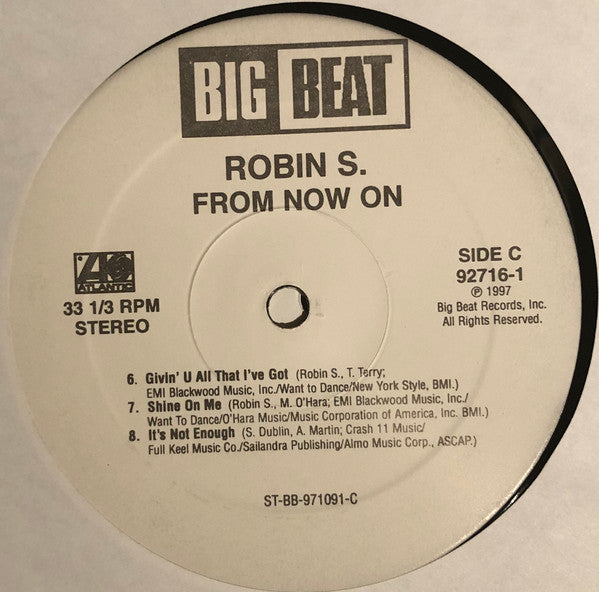 BIG BEAT
ROBIN S.
FROM NOW ON
ATLANTIC
33 1/3 RPM
STEREO
SIDE C
92716-1
℗ 1997
Big Beat Records, Inc.
All Rights Reserved.
6. Givin' U All That I've Got (Robin S., T. Terry;
EMI Blackwood Music, Inc./Want to Dance/New York Style, BMI.)
7. Shine On Me (Robin S., M. O'Hara; EMI Blackwood Music, Inc./
Want To Dance/O'Hara Music/Music Corporation of America, Inc. BMI.)
8. It's Not Enough (S. Dublin, A. Martin; Crash 11 Music/
Full Keel Music Co./Sailandra Publishing/Almo Music Corp., ASCAP.)
ST-BB-971091-C